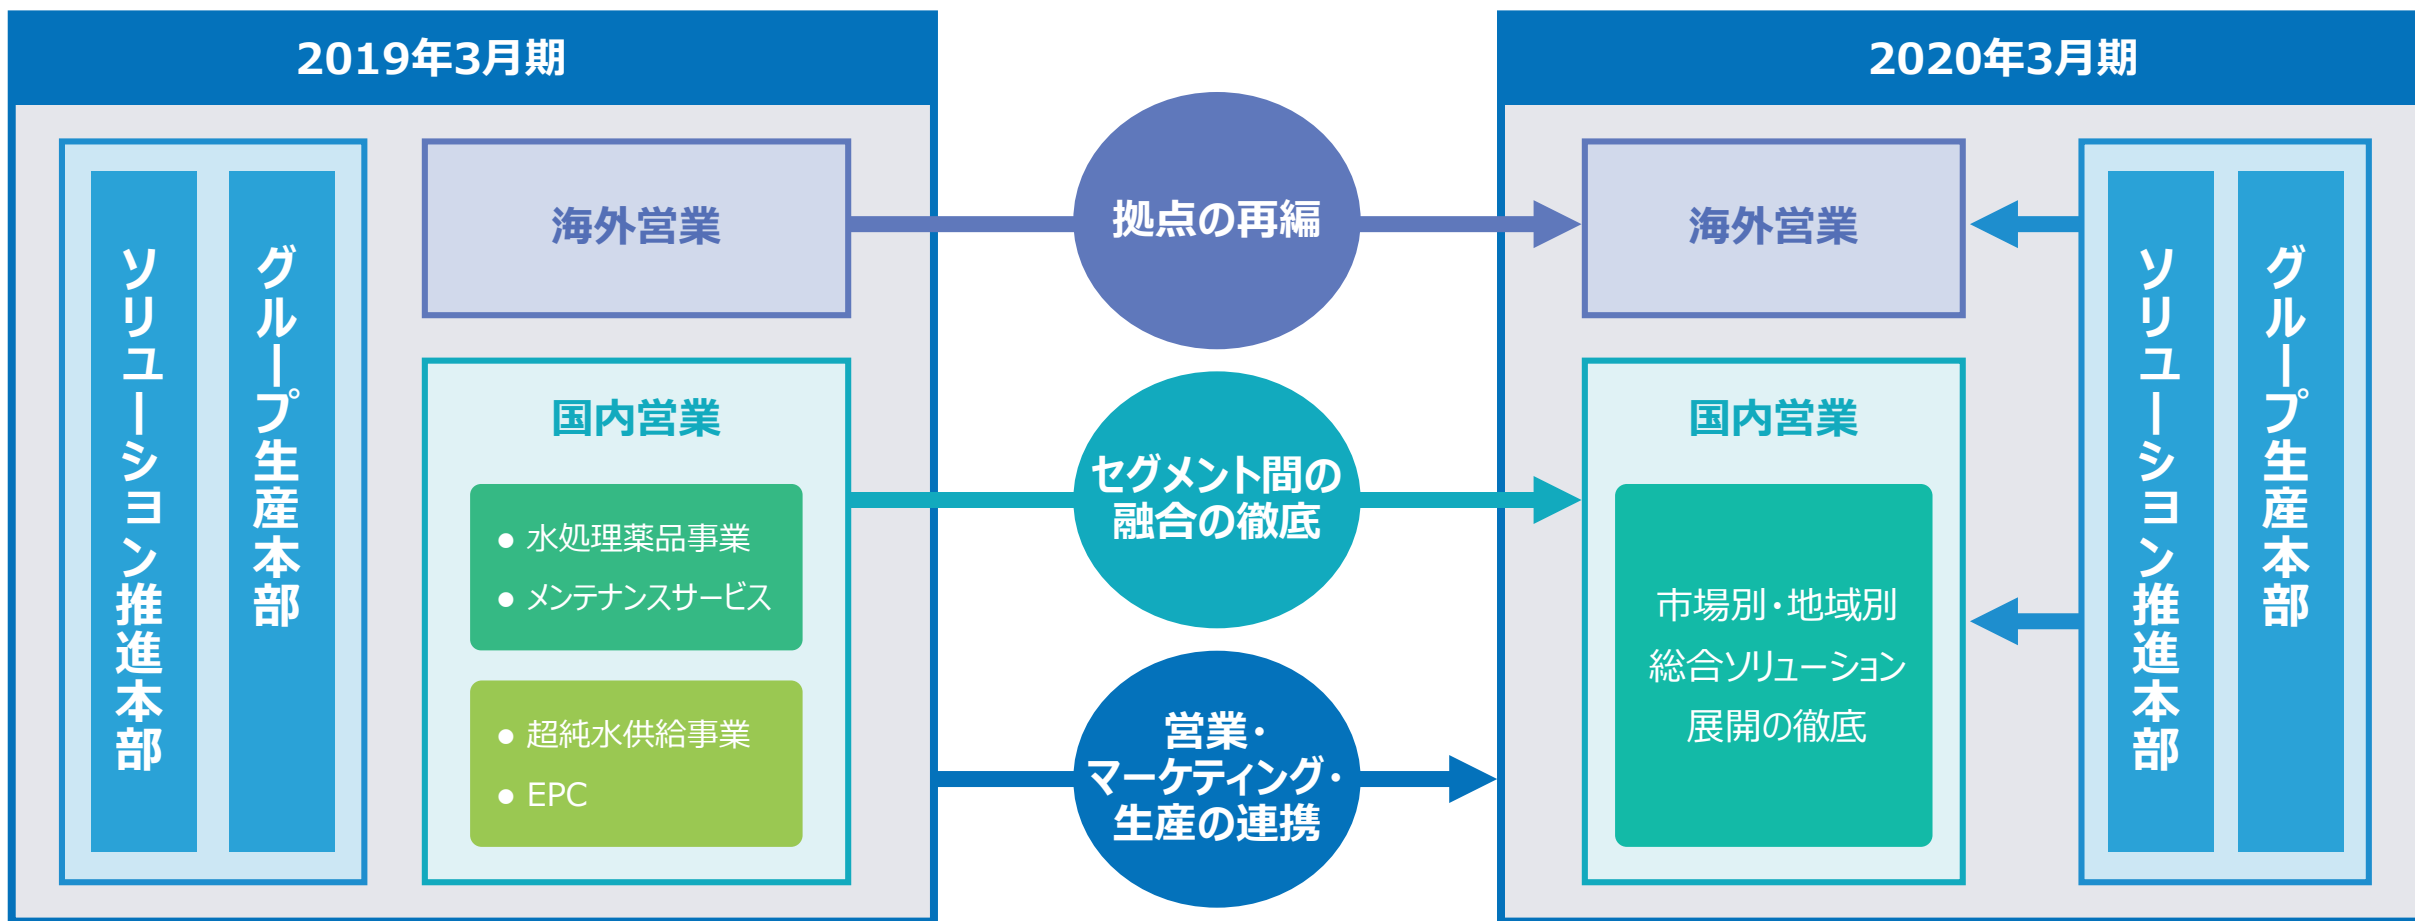 2019年3月期
ソリューション推進本部
グループ生産本部
海外営業
国内営業
● 水処理薬品事業
● メンテナンスサービス
● 超純水供給事業
● EPC
拠点の再編
セグメント間の
融合の徹底
営業・
マーケティング・
生産の連携
2020年3月期
海外営業
国内営業
市場別・地域別
総合ソリューション
展開の徹底
ソリューション推進本部
グループ生産本部